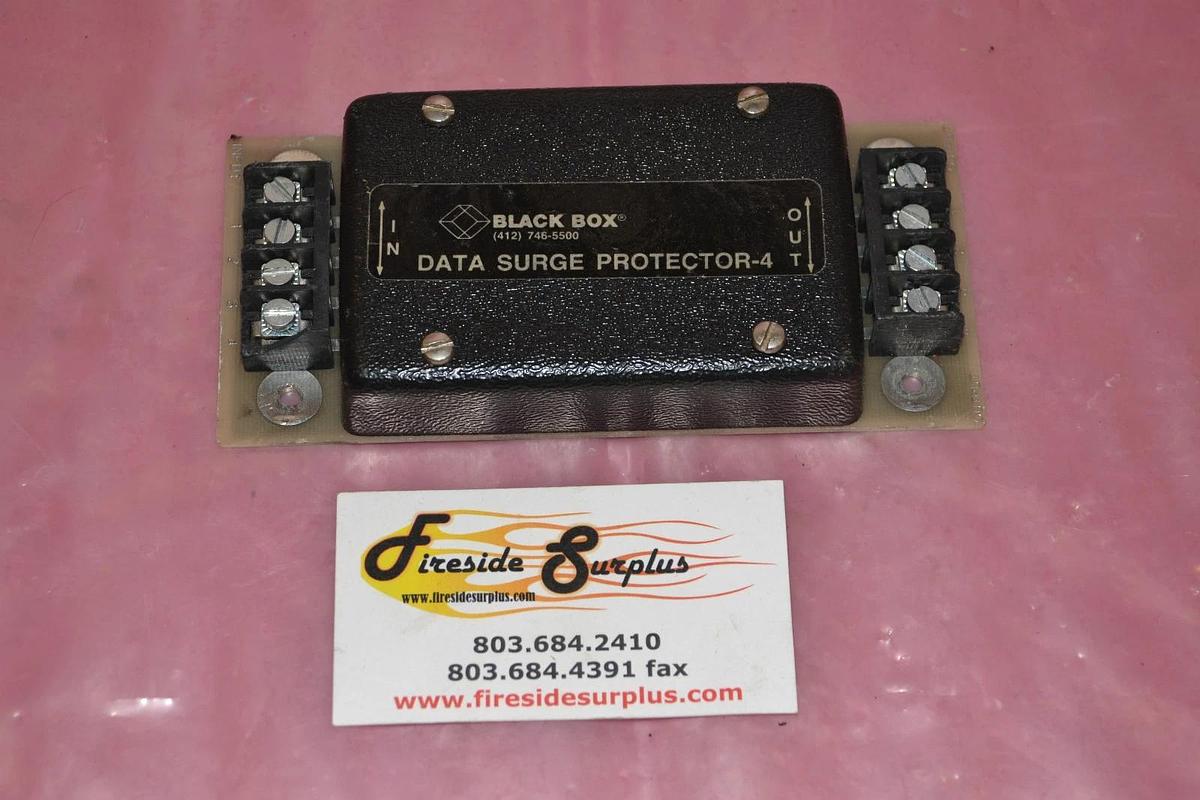 IN
BLACK BOX®
(412) 746-5500
DATA SURGE PROTECTOR-4
OUT
Fireside Surplus
www.firesidesurplus.com
803.684.2410
803.684.4391 fax
www.firesidesurplus.com